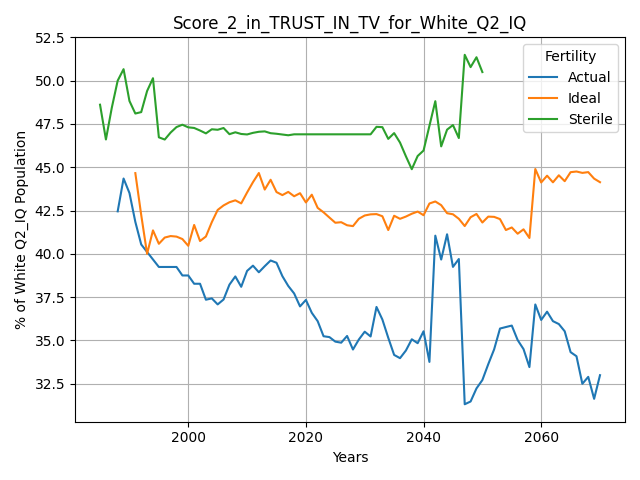 Score_2_in_TRUST_IN_TV_for_White_Q2_IQ
52.5
50.0
47.5
45.0
42.5
40.0
37.5
35.0
32.5
% of White Q2_IQ Population
Fertility
Actual
Ideal
Sterile
2000
2020
2040
2060
Years